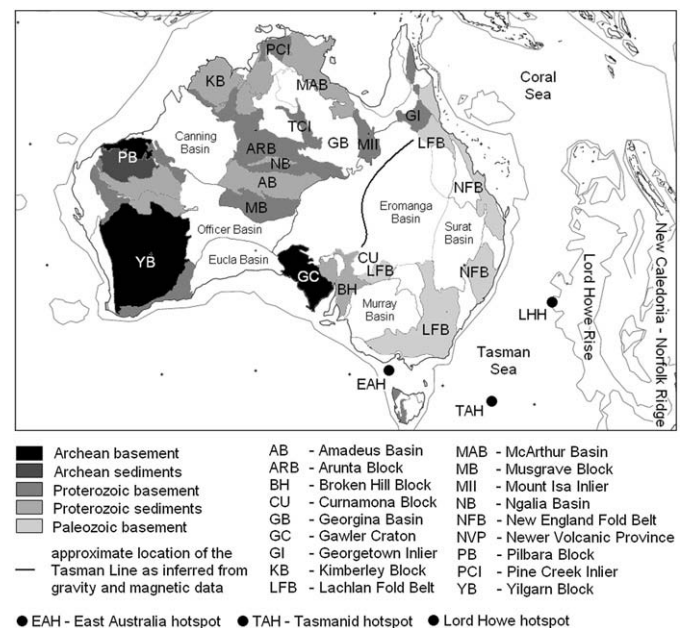 PCI
KB
MAB
Coral
Sea
TCI
GI
Canning
Basin
ARB
GB
MII
LFB
PB
NB
AB
NFB
MB
Eromanga
Basin
Officer Basin
Surat
Basin
YB
Eucla Basin
CU
GC
LFB
NFB
BH
Murray
Basin
LFB
LHH
Lord Howe Rise
New Caledonia - Norfolk Ridge
Tasman
Sea
EAH
TAH
Archean basement
Archean sediments
Proterozoic basement
Proterozoic sediments
Paleozoic basement
approximate location of the
Tasman Line as inferred from
gravity and magnetic data
AB - Amadeus Basin
ARB - Arunta Block
BH - Broken Hill Block
CU - Curnamona Block
GB - Georgina Basin
GC - Gawler Craton
GI - Georgetown Inlier
KB - Kimberley Block
LFB - Lachlan Fold Belt
MAB - McArthur Basin
MB - Musgrave Block
MII - Mount Isa Inlier
NB - Ngalia Basin
NFB - New England Fold Belt
NVP - Newer Volcanic Province
PB - Pilbara Block
PCI - Pine Creek Inlier
YB - Yilgarn Block
EAH - East Australia hotspot
TAH - Tasmanid hotspot
Lord Howe hotspot